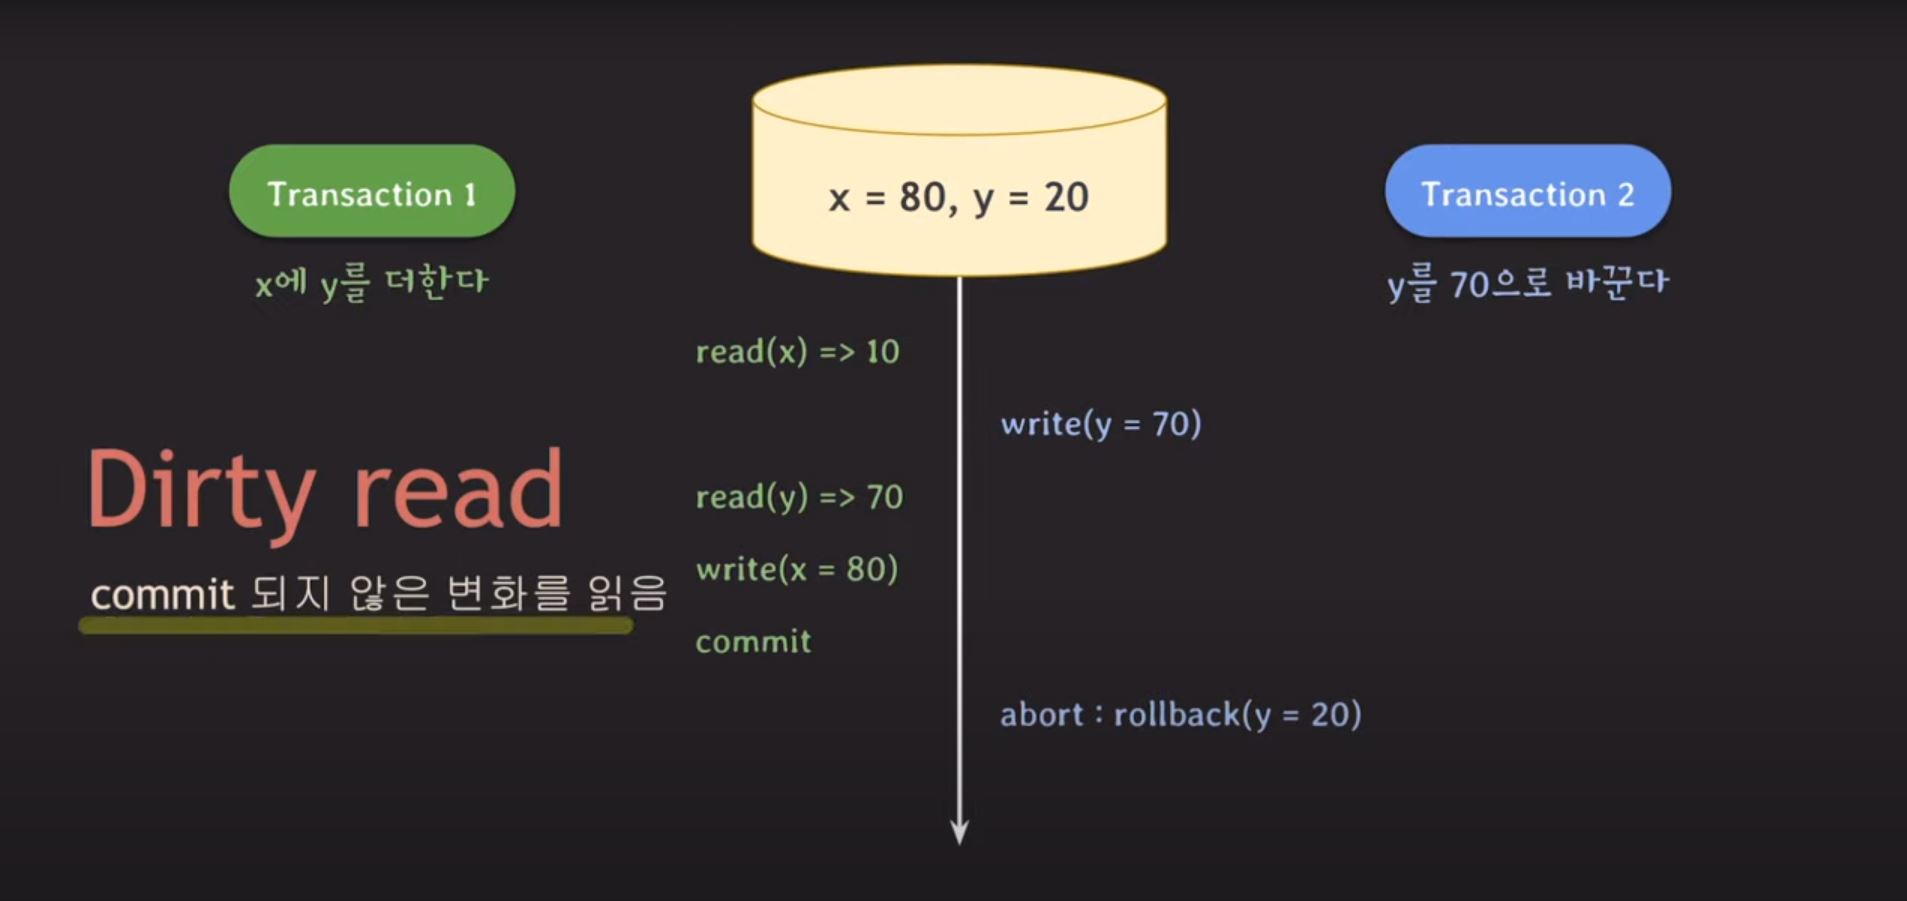 x = 80, y = 20
Transaction 1
x에 y를 더한다
Transaction 2
y를 70으로 바꾼다
read(x) => 10
write(y = 70)
Dirty read
commit 되지 않은 변화를 읽음
read(y) => 70
write(x = 80)
commit
abort : rollback(y = 20)